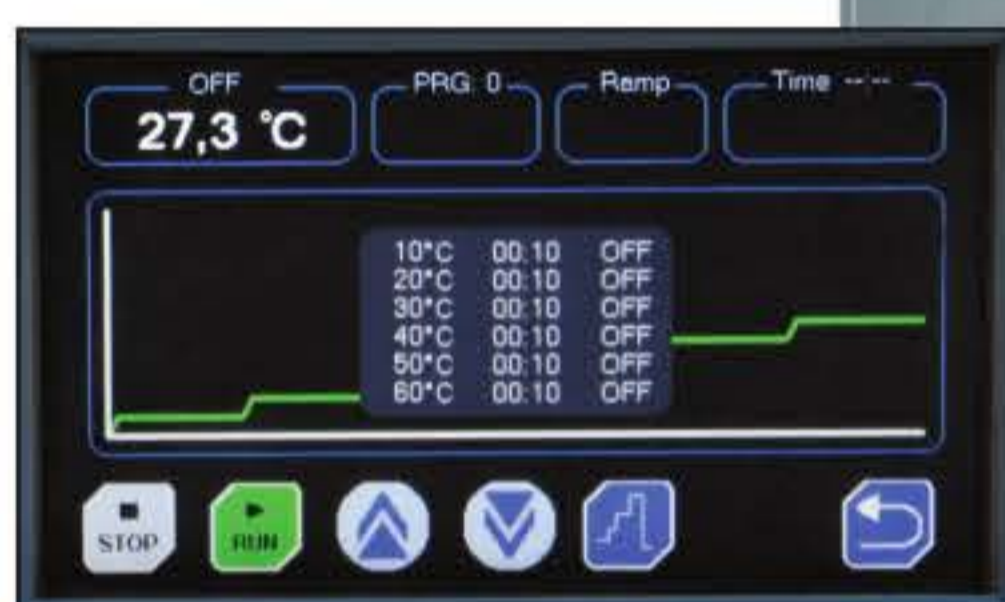 OFF PRG 0 Ramp Time --:--
27,3 °C
10°C 00:10 OFF
20°C 00:10 OFF
30°C 00:10 OFF
40°C 00:10 OFF
50°C 00:10 OFF
60°C 00:10 OFF
STOP RUN